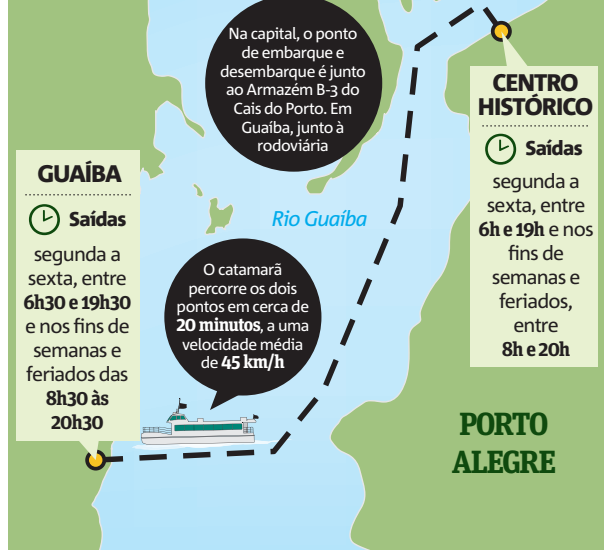 Na capital, o ponto
de embarque e
desembarque é junto
ao Armazém B-3 do
Cais do Porto. Em
Guaíba, junto à
rodoviária
CENTRO
HISTÓRICO
Saídas
segunda a
sexta, entre
6h e 19h e nos
fins de
semanas e
feriados,
entre
8h e 20h
GUAÍBA
Saídas
segunda a
sexta, entre
6h30 e 19h30
e nos fins de
semanas e
feriados das
8h30 às
20h30
Rio Guaíba
O catamarã
percorre os dois
pontos em cerca de
20 minutos, a uma
velocidade média
de 45 km/h
PORTO
ALEGRE